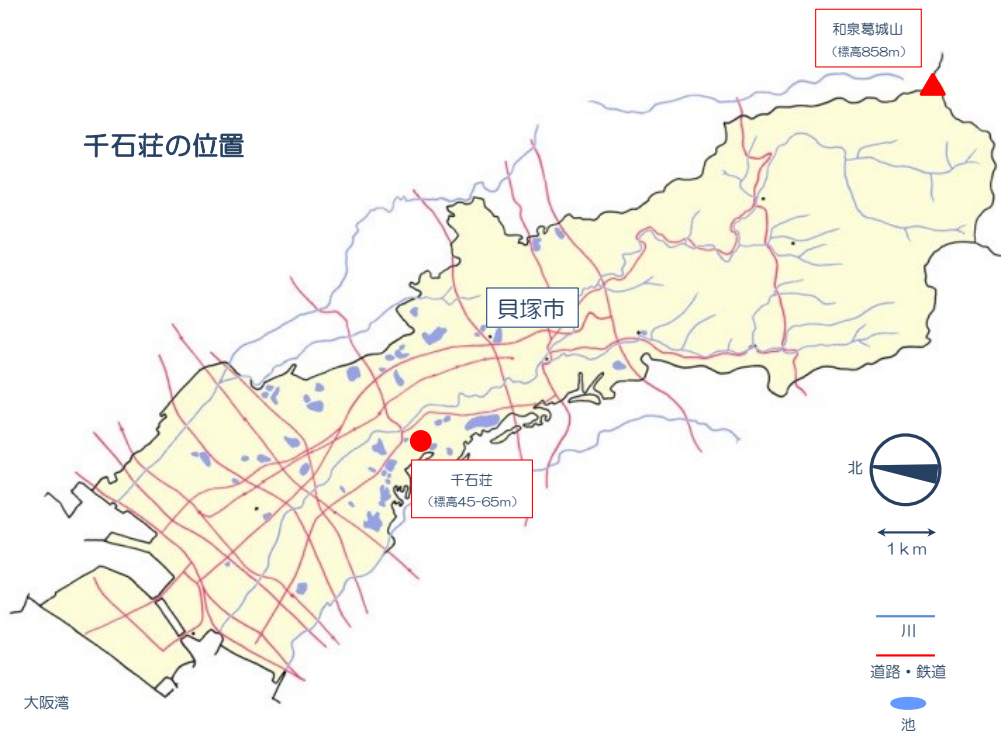 和泉葛城山
（標高858m）
千石荘の位置
貝塚市
千石荘
（標高45-65m）
北
1km
川
道路・鉄道
池
大阪湾